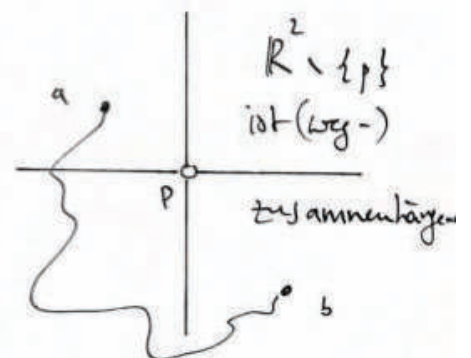 a
ℝ² \ {p}
ist (weg-)
p
zusammenhängend
b